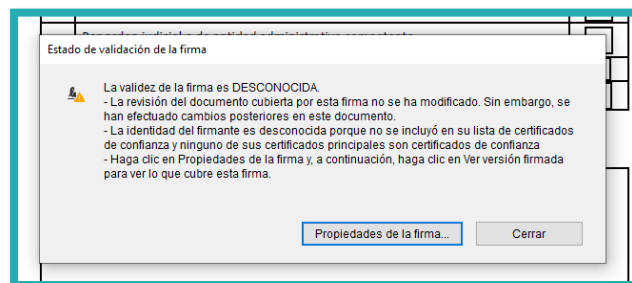 Estado de validación de la firma
La validez de la firma es DESCONOCIDA.
- La revisión del documento cubierta por esta firma no se ha modificado. Sin embargo, se
han efectuado cambios posteriores en este documento.
- La identidad del firmante es desconocida porque no se incluyó en su lista de certificados
de confianza y ninguno de sus certificados principales son certificados de confianza
- Haga clic en Propiedades de la firma y, a continuación, haga clic en Ver versión firmada
para ver lo que cubre esta firma.
Propiedades de la firma...
Cerrar